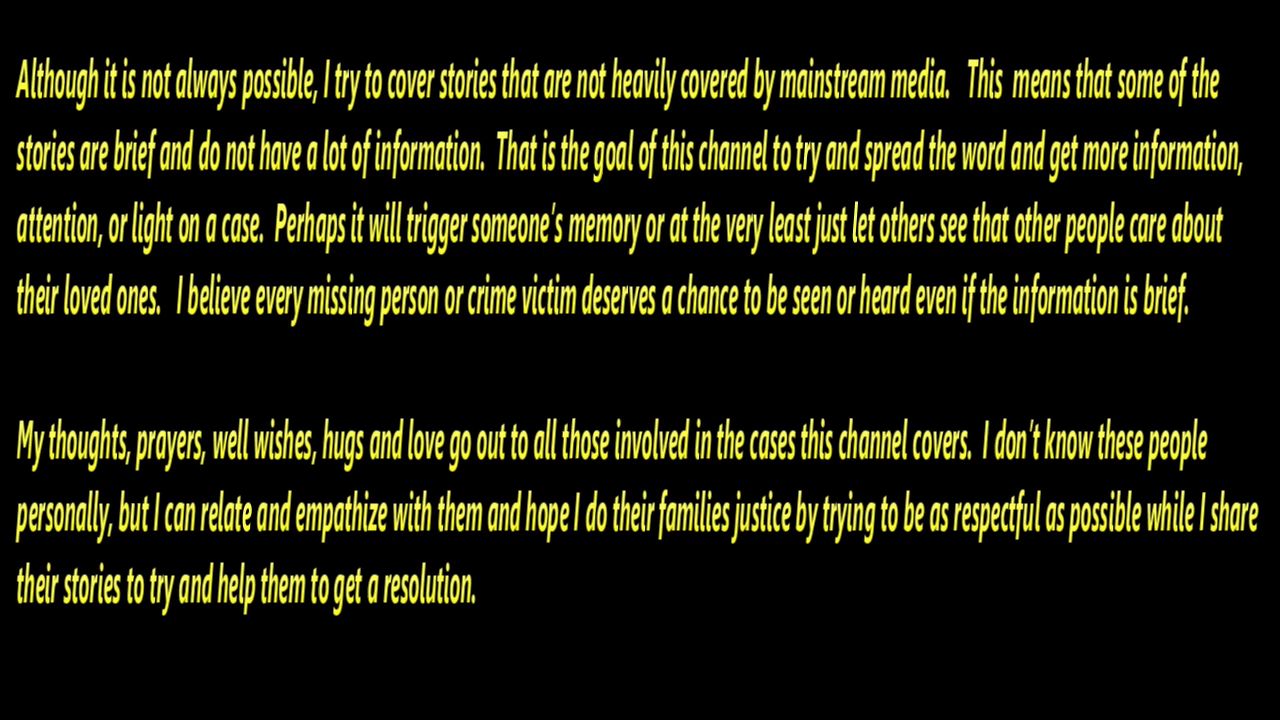 Although it is not always possible, I try to cover stories that are not heavily covered by mainstream media. This means that some of the
stories are brief and do not have a lot of information. That is the goal of this channel to try and spread the word and get more information,
attention, or light on a case. Perhaps it will trigger someone's memory or at the very least just let others see that other people care about
their loved ones. I believe every missing person or crime victim deserves a chance to be seen or heard even if the information is brief.
My thoughts, prayers, well wishes, hugs and love go out to all those involved in the cases this channel covers. I don't know these people
personally, but I can relate and empathize with them and hope I do their families justice by trying to be as respectful as possible while I share
their stories to try and help them to get a resolution.